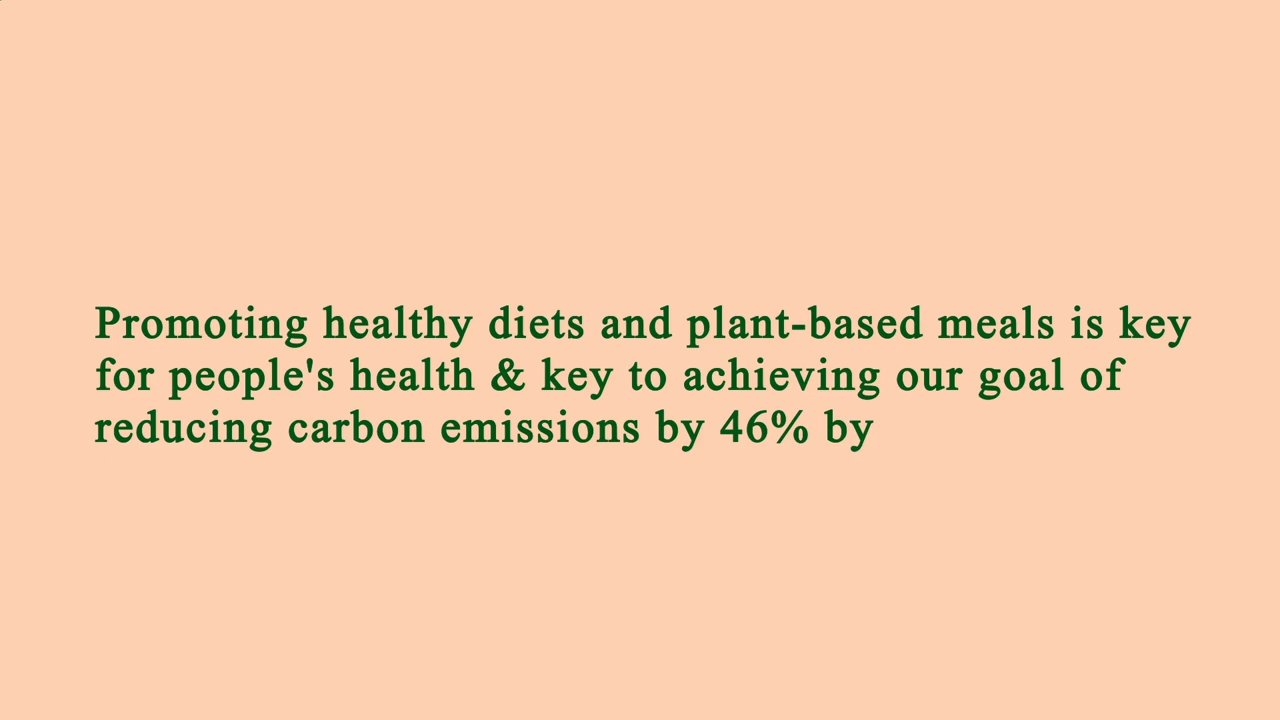 Promoting healthy diets and plant-based meals is key
for people's health & key to achieving our goal of
reducing carbon emissions by 46% by